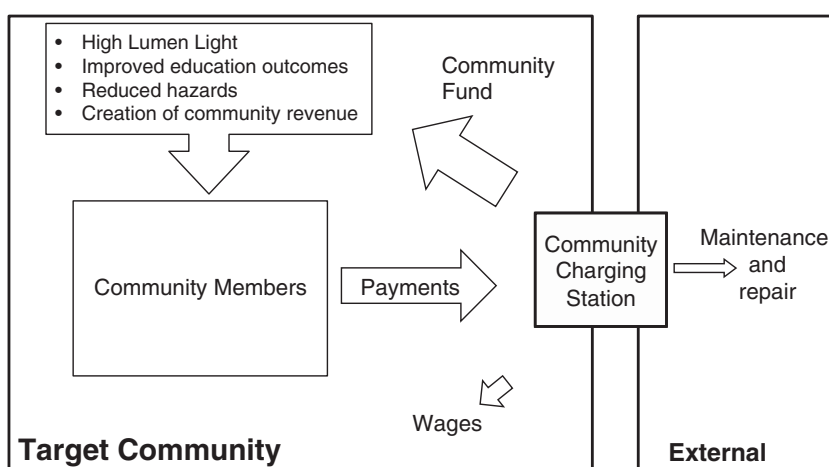 • High Lumen Light
• Improved education outcomes
• Reduced hazards
• Creation of community revenue
Community
Fund
Community Members
Payments
Community
Charging
Station
Maintenance
and
repair
Wages
Target Community
External